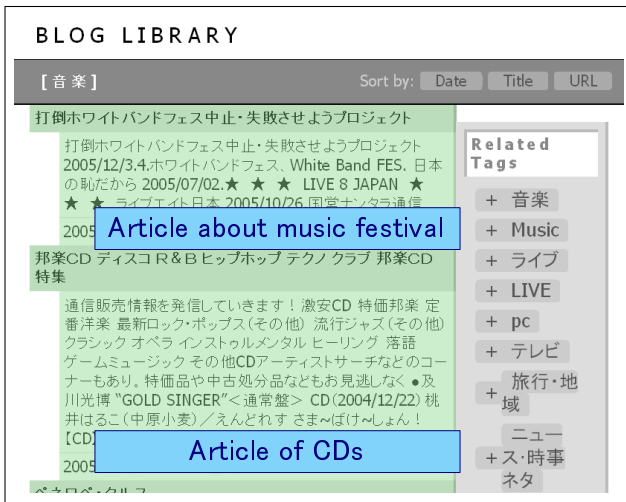 BLOG LIBRARY
[音楽]
Sort by: Date Title URL
打倒ホワイトバンドフェス中止・失敗させようプロジェクト
打倒ホワイトバンドフェス中止・失敗させようプロジェクト
2005/12/3.4.ホワイトバンドフェス、White Band FES. 日本
の恥だから 2005/07/02.★ ★ ★ LIVE 8 JAPAN ★
★ ★ ライブエイト日本 2005/10/26 国営ナンタラ通信
2005
Article about music festival
邦楽CD ディスコ R&B ヒップホップ テクノ クラブ 邦楽CD
特集
通信販売情報を発信していきます！激安CD 特価邦楽 定
番洋楽 最新ロック・ポップス(その他) 流行ジャズ(その他)
クラシック オペラ インストゥルメンタル ヒーリング 落語
ゲームミュージック その他CDアーティストサーチなどのコー
ナーもあり。特価品や中古処分品などもお見逃しなく ●及
川光博 “GOLD SINGER”<通常盤> CD(2004/12/22) 桃
井はるこ(中原小麦)／えんどれす さま~ばけ~しょん！
【CD】
Article of CDs
2005
ペネロペ・クルス
Related
Tags
+ 音楽
+ Music
+ ライブ
+ LIVE
+ pc
+ テレビ
+ 旅行・地
域
+ ニュー
ス・時事
ネタ